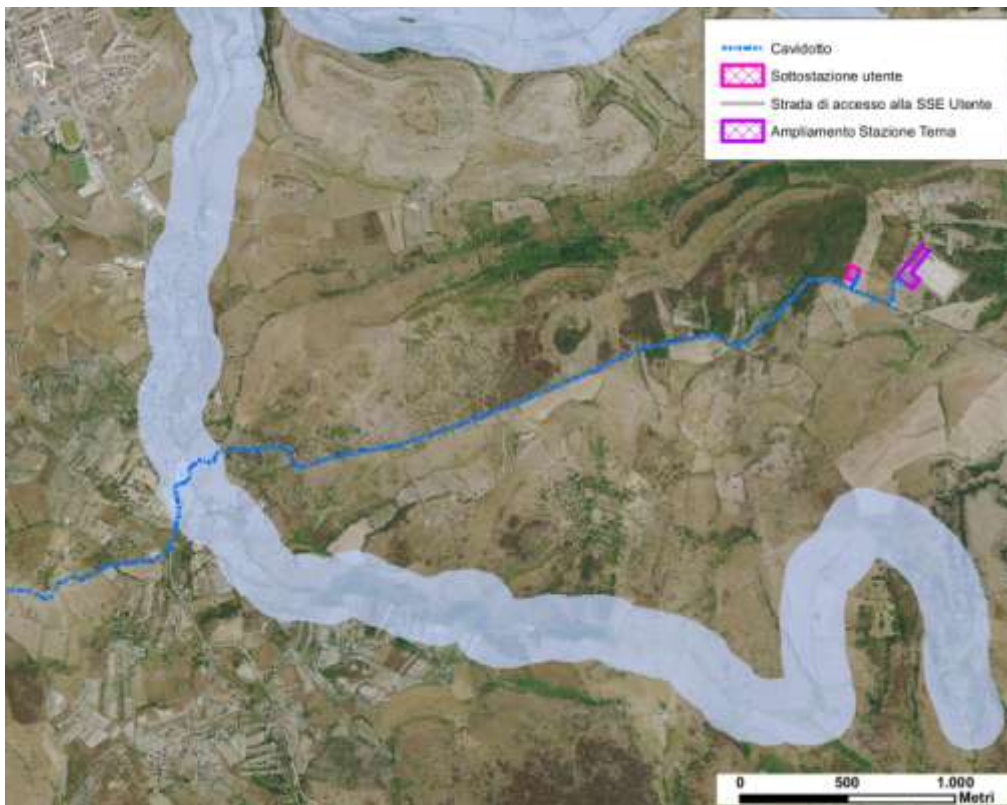 N
Cavidotto
Sottostazione utente
Strada di accesso alla SSE Utente
Ampliamento Stazione Terna
0 500 1.000
Metri